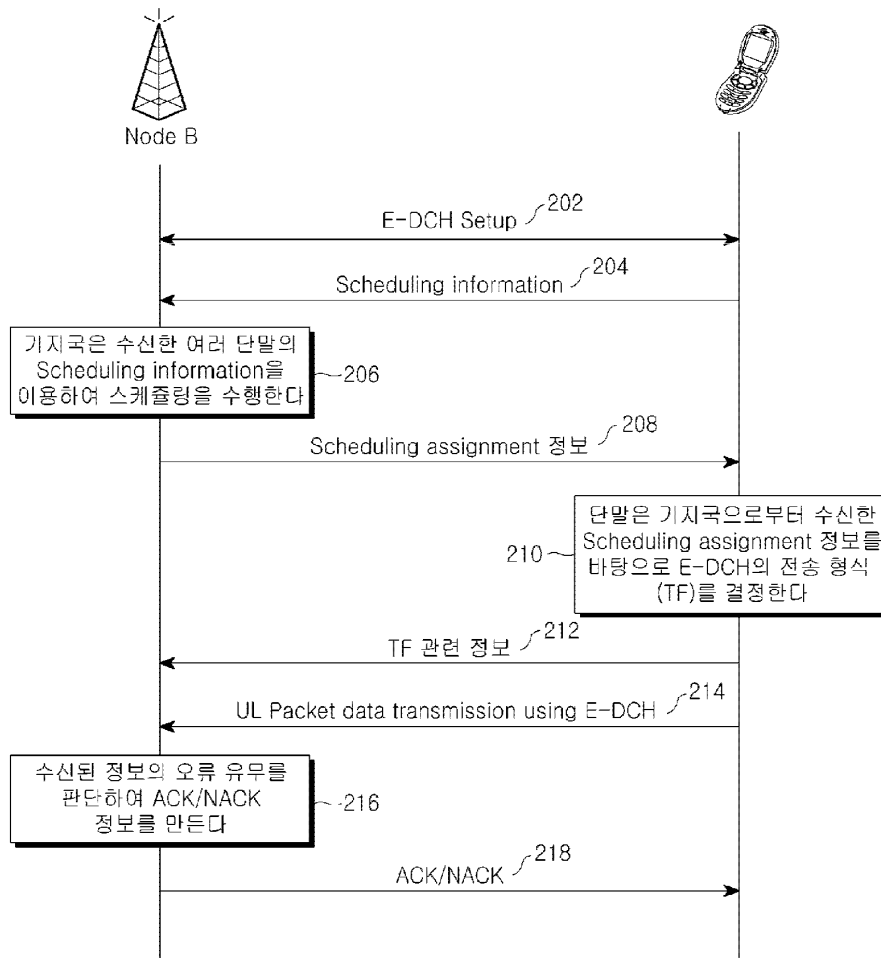 Node B
202
E-DCH Setup
204
Scheduling information
기지국은 수신한 여러 단말의
Scheduling information을
이용하여 스케쥴링을 수행한다
206
208
Scheduling assignment 정보
단말은 기지국으로부터 수신한
Scheduling assignment 정보를
바탕으로 E-DCH의 전송 형식
(TF)를 결정한다
210
212
TF 관련 정보
214
UL Packet data transmission using E-DCH
수신된 정보의 오류 유무를
판단하여 ACK/NACK
정보를 만든다
216
218
ACK/NACK